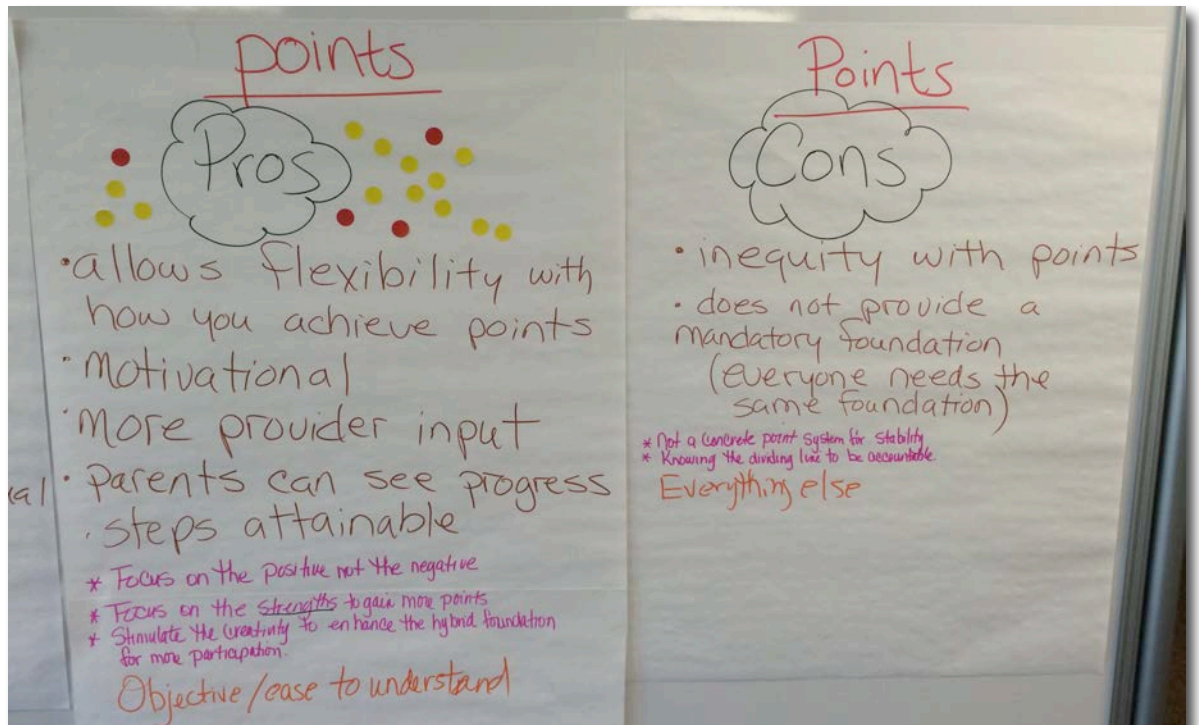 points
Pros
• allows flexibility with
how you achieve points
• Motivational
• More provider input
• parents can see progress
• steps attainable
* Focus on the positive not the negative
* Focus on the strengths to gain more points
* Stimulate the creativity to enhance the hybrid foundation
for more participation.
Objective/ease to understand
Points
Cons
• inequity with points
• does not provide a
mandatory foundation
(everyone needs the
same foundation)
* Not a concrete point system for stability
* Knowing the dividing line to be accountable.
Everything else